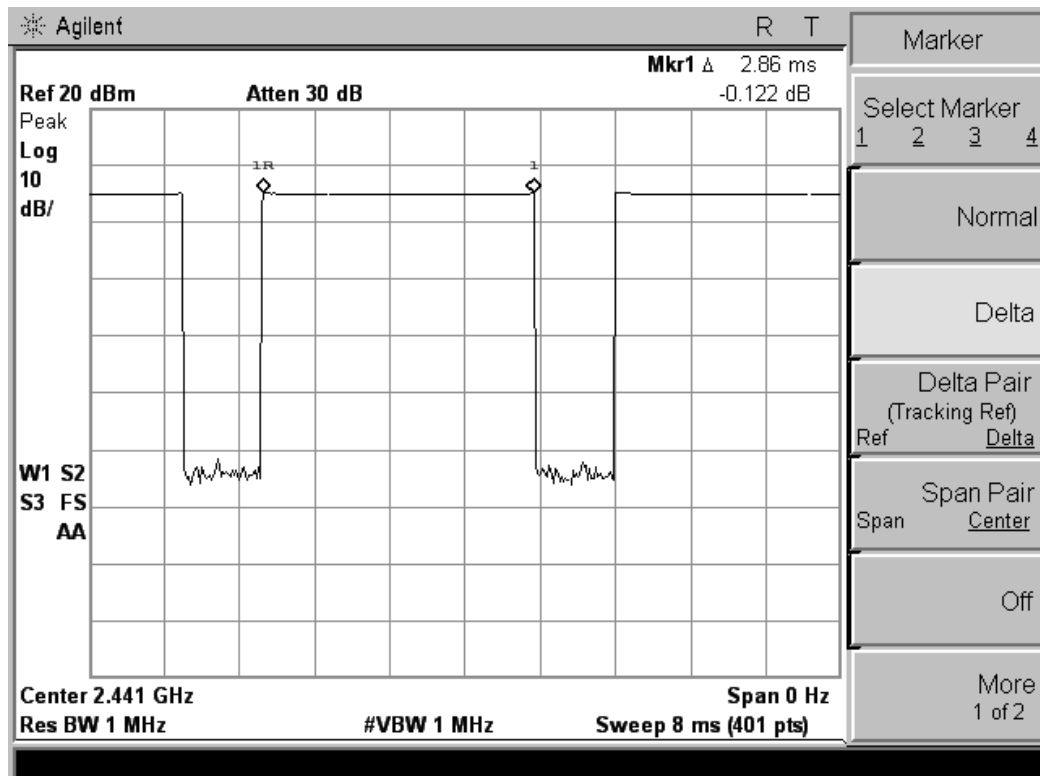 Agilent R T
Mkr1 Δ 2.86 ms
Ref 20 dBm Atten 30 dB -0.122 dB
Peak
Log
10
dB/
1R 1
W1 S2
S3 FS
AA
Center 2.441 GHz Span 0 Hz
Res BW 1 MHz #VBW 1 MHz Sweep 8 ms (401 pts)
Marker
Select Marker
1 2 3 4
Normal
Delta
Delta Pair
(Tracking Ref)
Ref Delta
Span Pair
Span Center
Off
More
1 of 2